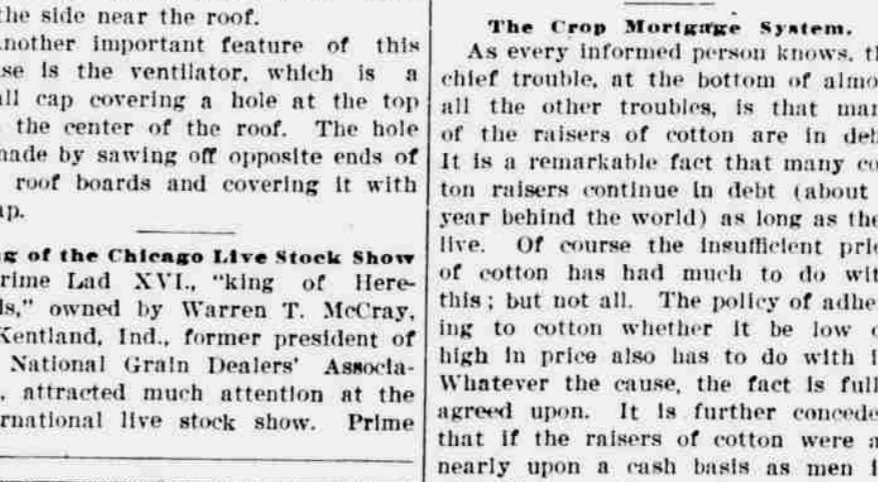 the side near the roof.
nother important feature of this
se is the ventilator, which is a
all cap covering a hole at the top
the center of the roof. The hole
made by sawing off opposite ends of
roof boards and covering it with
ap.
g of the Chicago Live Stock Show
rime Lad XVI., "king of Here-
ds," owned by Warren T. McCray,
Kentland, Ind., former president of
National Grain Dealers' Associa-
, attracted much attention at the
rnational live stock show. Prime
The Crop Mortgage System.
As every informed person knows, th
chief trouble, at the bottom of almo
all the other troubles, is that man
of the raisers of cotton are in deb
It is a remarkable fact that many co
ton raisers continue in debt (about
year behind the world) as long as the
live. Of course the insufficient pric
of cotton has had much to do wit
this; but not all. The policy of adhe
ing to cotton whether it be low o
high in price also has to do with i
Whatever the cause, the fact is full
agreed upon. It is further concede
that if the raisers of cotton were a
nearly upon a cash basis as men i